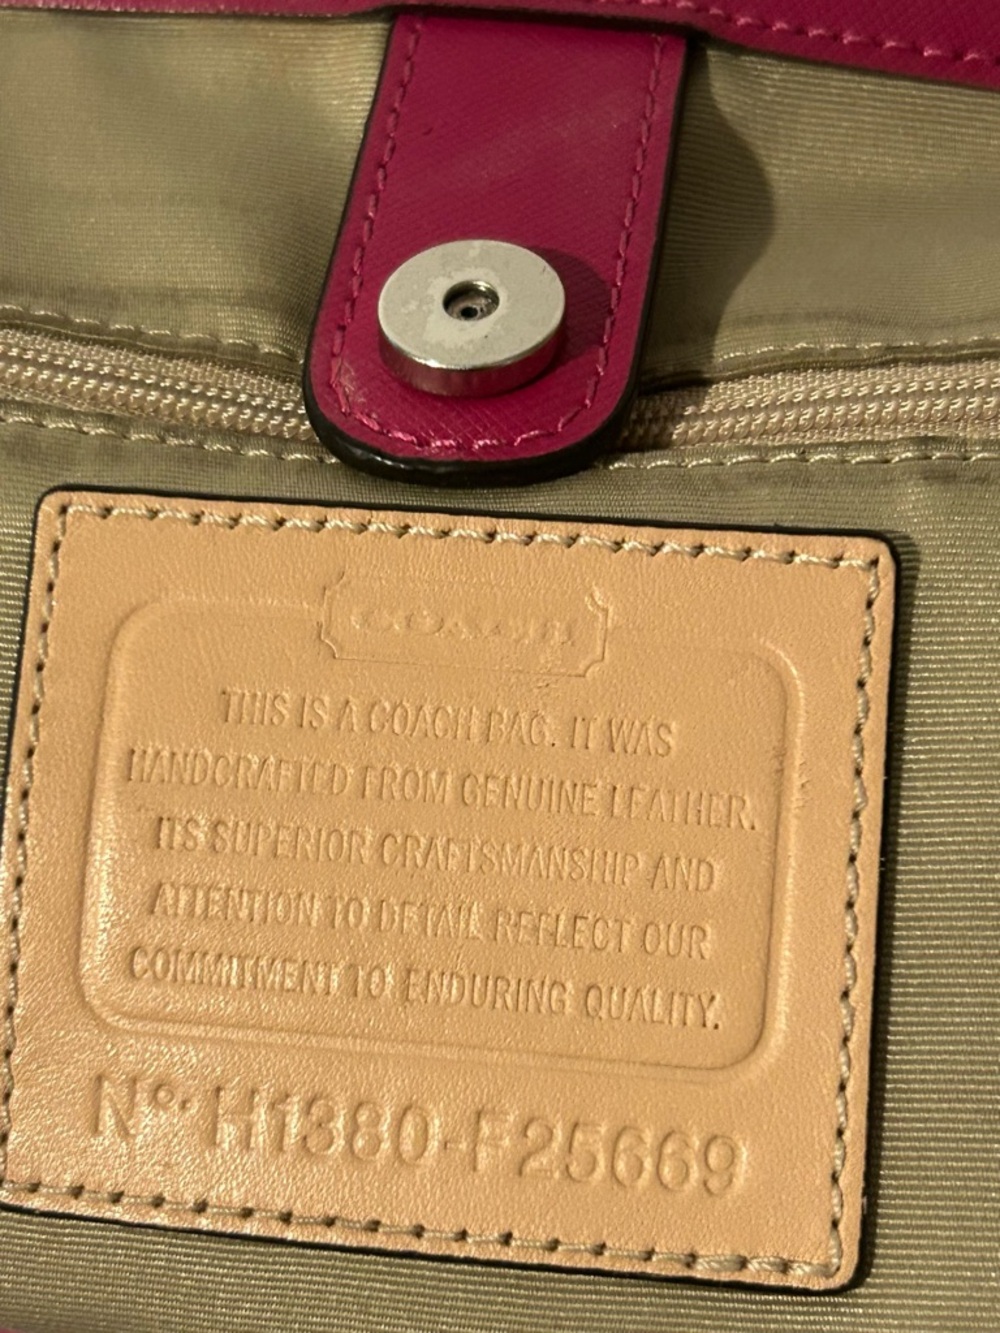 COACH
THIS IS A COACH BAG. IT WAS
HANDCRAFTED FROM GENUINE LEATHER.
ITS SUPERIOR CRAFTSMANSHIP AND
ATTENTION TO DETAIL REFLECT OUR
COMMITMENT TO ENDURING QUALITY.
Nº H1380-F25669